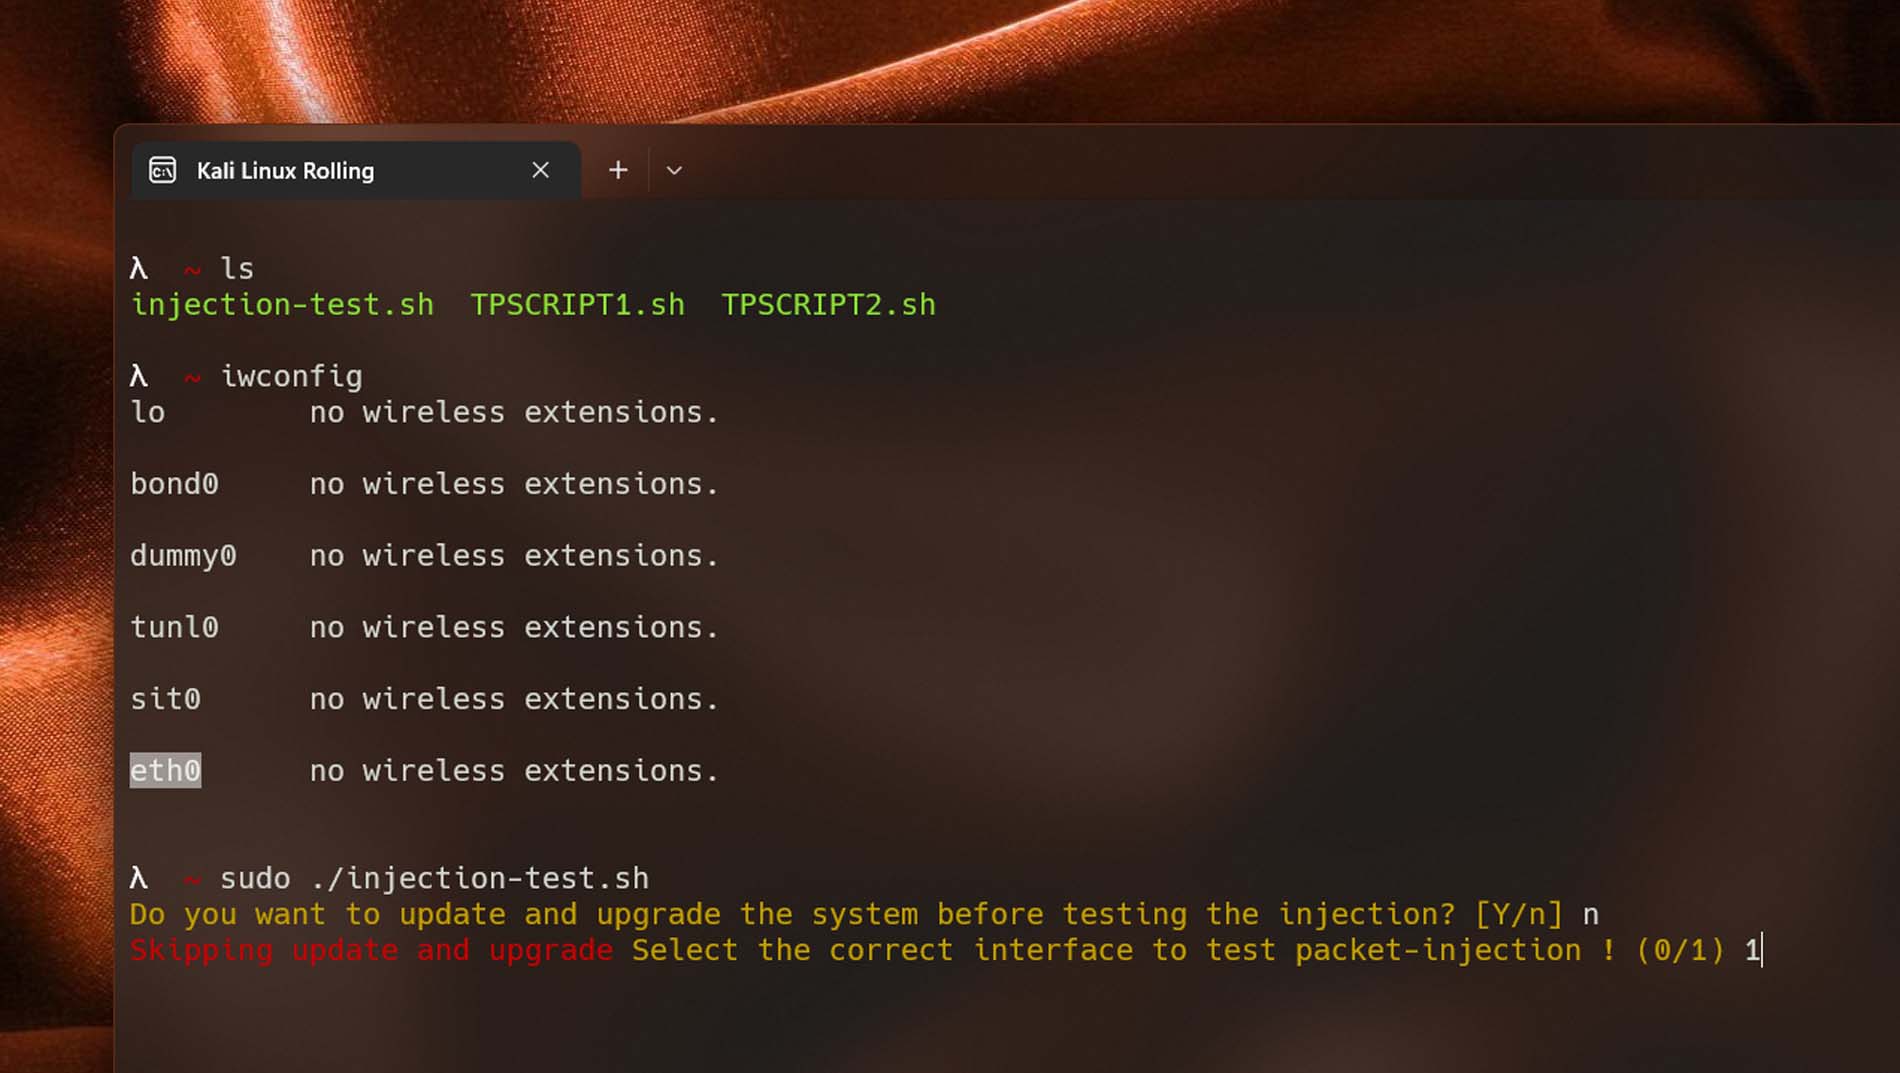 Kali Linux Rolling
λ ~ ls
injection-test.sh TPSCRIPT1.sh TPSCRIPT2.sh
λ ~ iwconfig
lo no wireless extensions.
bond0 no wireless extensions.
dummy0 no wireless extensions.
tunl0 no wireless extensions.
sit0 no wireless extensions.
eth0 no wireless extensions.
λ ~ sudo ./injection-test.sh
Do you want to update and upgrade the system before testing the injection? [Y/n] n
Skipping update and upgrade Select the correct interface to test packet-injection ! (0/1) 1